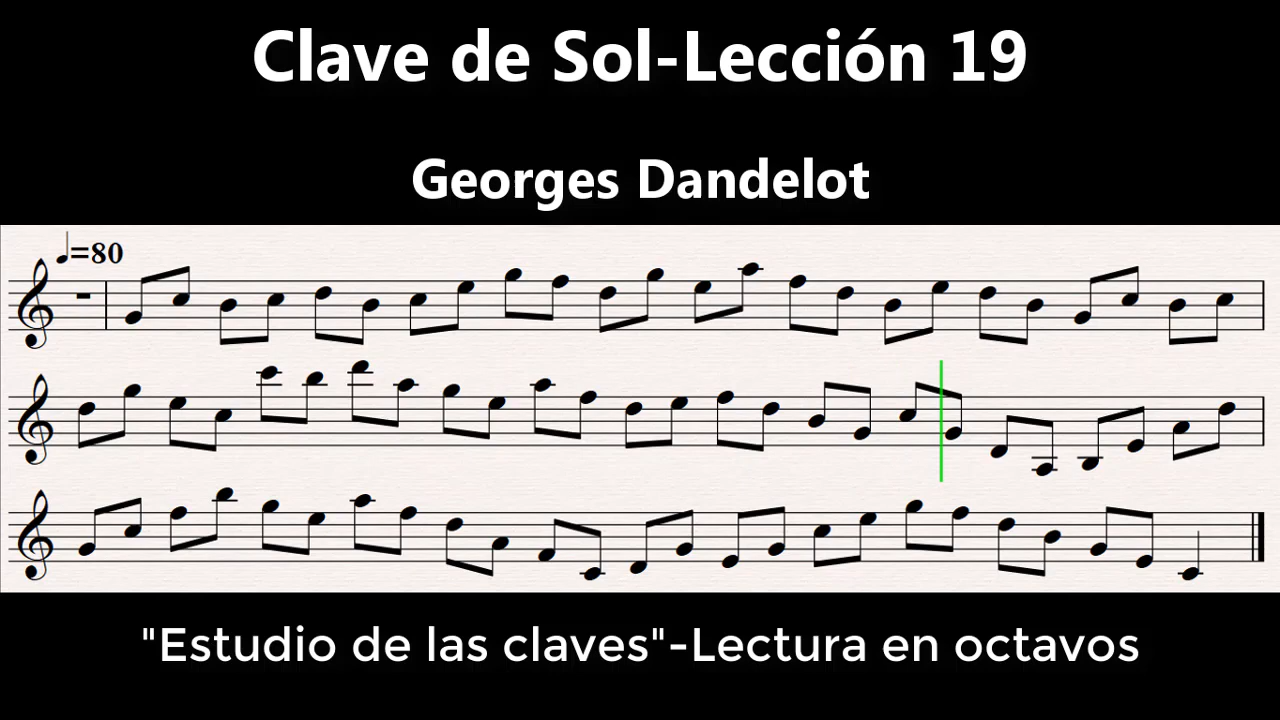 Clave de Sol-Lección 19
Georges Dandelot
♩=80
"Estudio de las claves"-Lectura en octavos